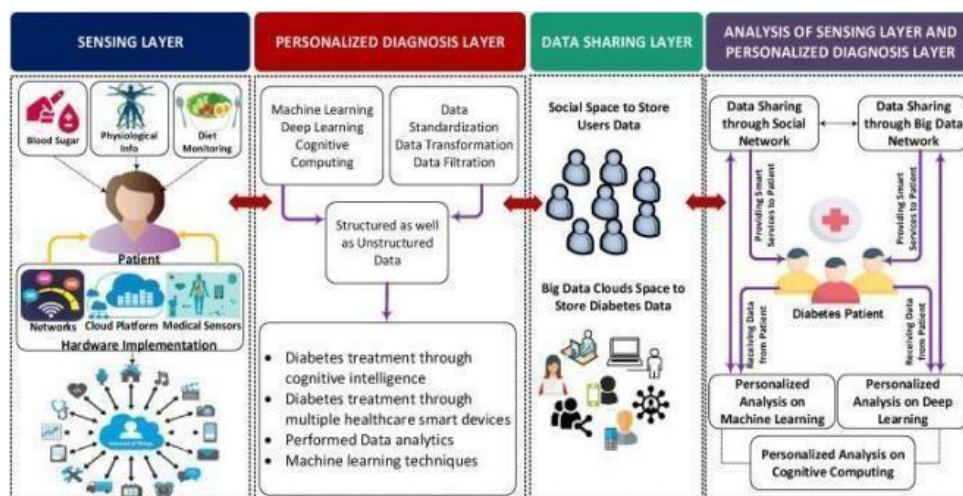 SENSING LAYER
Blood Sugar
Physiological
Info
Diet
Monitoring
Patient
Networks
Cloud Platform
Medical Sensors
Hardware Implementation
PERSONALIZED DIAGNOSIS LAYER
Machine Learning
Deep Learning
Cognitive
Computing
Data
Standardization
Data Transformation
Data Filtration
Structured as well
as Unstructured
Data
• Diabetes treatment through
cognitive intelligence
• Diabetes treatment through
multiple healthcare smart devices
• Performed Data analytics
• Machine learning techniques
DATA SHARING LAYER
Social Space to Store
Users Data
Big Data Clouds Space to
Store Diabetes Data
ANALYSIS OF SENSING LAYER AND
PERSONALIZED DIAGNOSIS LAYER
Data Sharing
through Social
Network
Data Sharing
through Big Data
Network
Providing Smart
Services to Patient
Providing Smart
Services to Patient
Diabetes Patient
Receiving Data
from Patient
Receiving Data
from Patient
Personalized
Analysis on
Machine Learning
Personalized
Analysis on Deep
Learning
Personalized Analysis on
Cognitive Computing